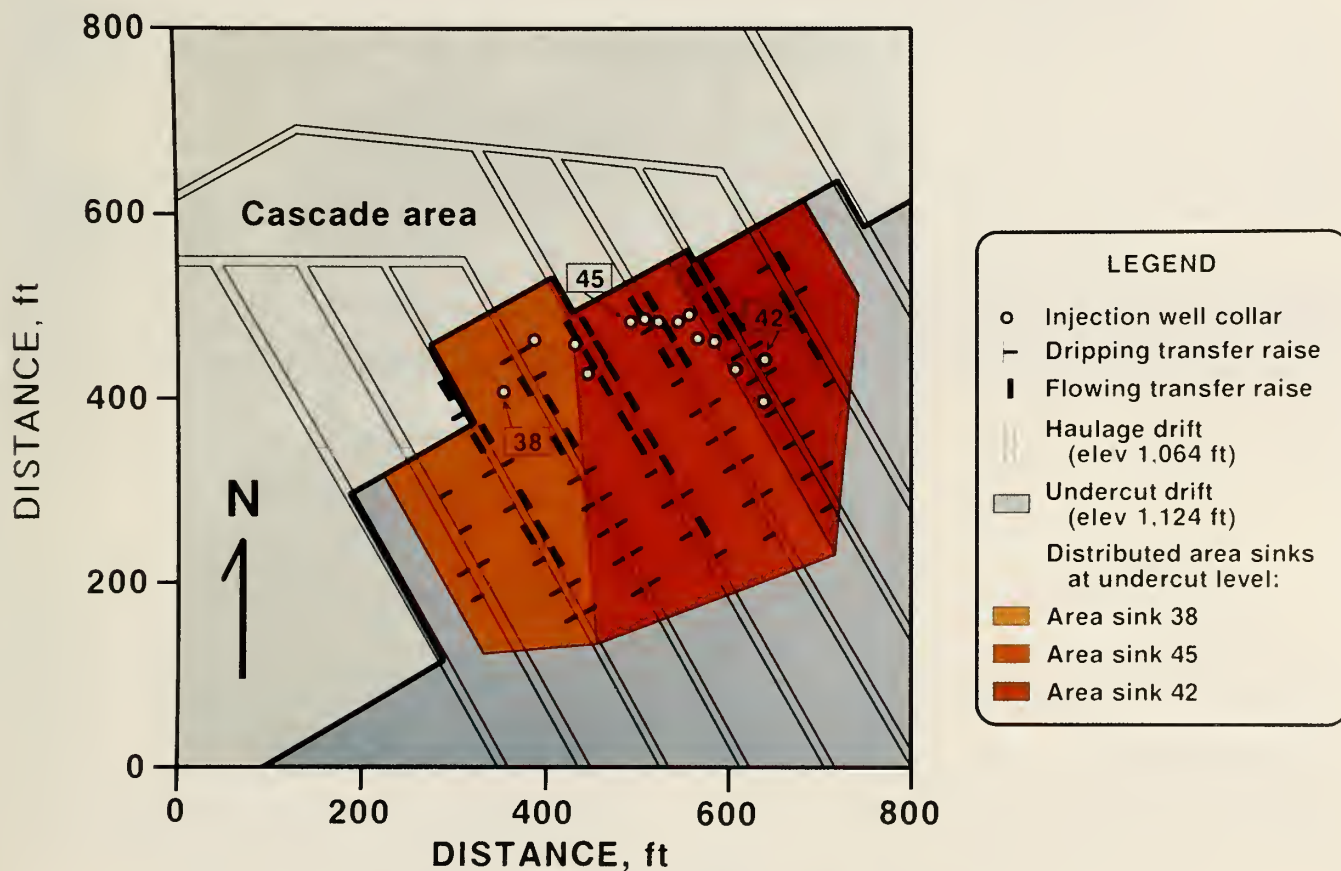 800
600
400
200
0
DISTANCE, ft
0
200
400
600
800
DISTANCE, ft
Cascade area
45
42
38
N
LEGEND
Injection well collar
Dripping transfer raise
Flowing transfer raise
Haulage drift
(elev 1,064 ft)
Undercut drift
(elev 1,124 ft)
Distributed area sinks
at undercut level:
Area sink 38
Area sink 45
Area sink 42